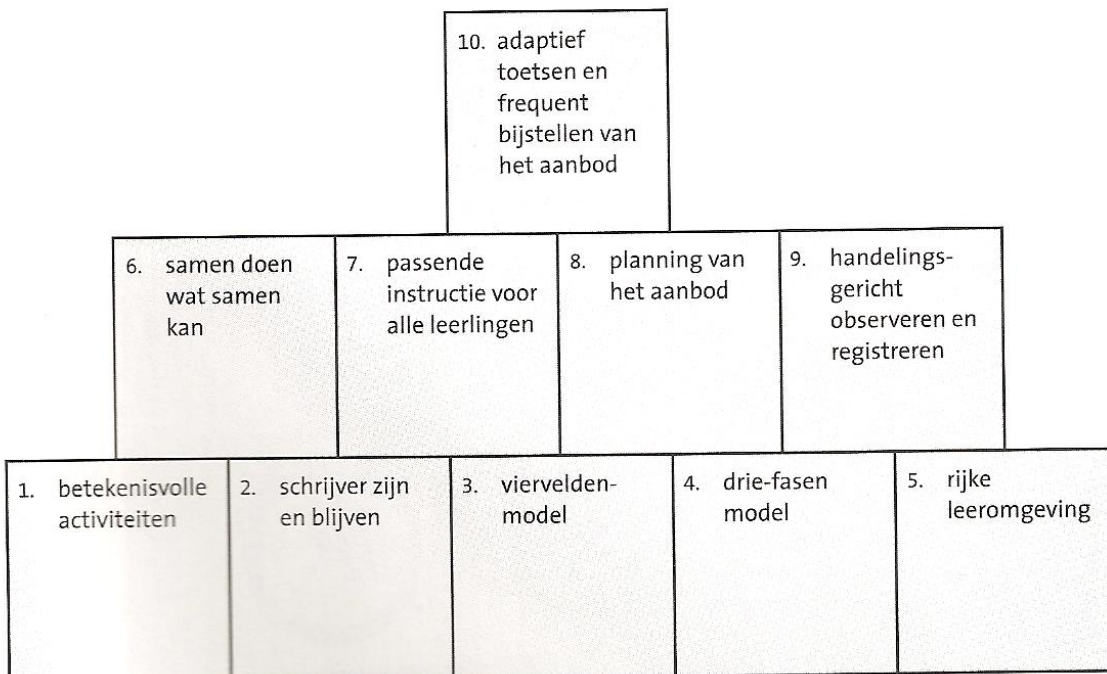 10. adaptief
toetsen en
frequent
bijstellen van
het aanbod
6. samen doen
wat samen
kan
7. passende
instructie voor
alle leerlingen
8. planning van
het aanbod
9. handelings-
gericht
observeren en
registreren
1. betekenisvolle
activiteiten
2. schrijver zijn
en blijven
3. viervelden-
model
4. drie-fasen
model
5. rijke
leeromgeving